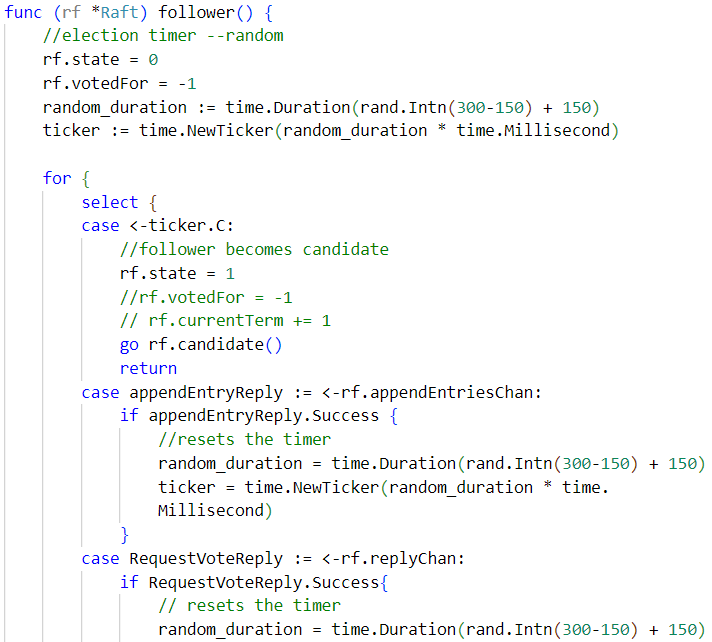 func (rf *Raft) follower() {
    //election timer --random
    rf.state = 0
    rf.votedFor = -1
    random_duration := time.Duration(rand.Intn(300-150) + 150)
    ticker := time.NewTicker(random_duration * time.Millisecond)

    for {
        select {
        case <-ticker.C:
            //follower becomes candidate
            rf.state = 1
            //rf.votedFor = -1
            // rf.currentTerm += 1
            go rf.candidate()
            return
        case appendEntryReply := <-rf.appendEntriesChan:
            if appendEntryReply.Success {
                //resets the timer
                random_duration = time.Duration(rand.Intn(300-150) + 150)
                ticker = time.NewTicker(random_duration * time.
                Millisecond)
            }
        case RequestVoteReply := <-rf.replyChan:
            if RequestVoteReply.Success{
                // resets the timer
                random_duration = time.Duration(rand.Intn(300-150) + 150)